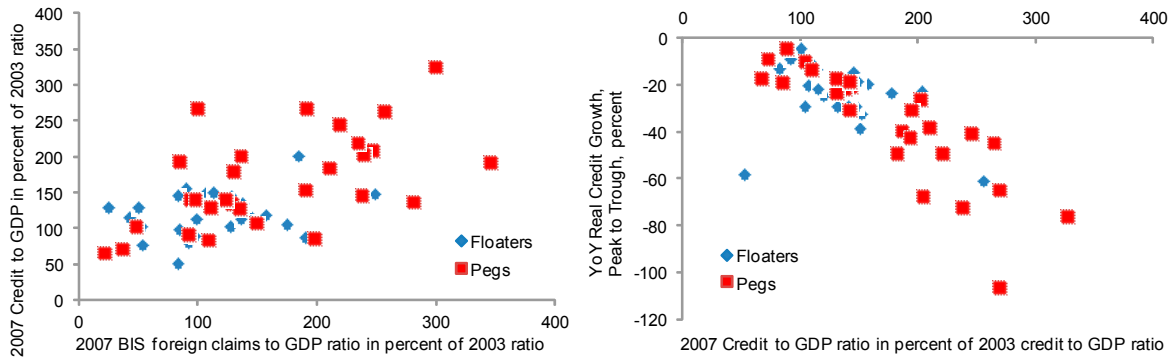 2007 Credit to GDP in percent of 2003 ratio
400
350
300
250
200
150
100
50
0
0 100 200 300 400
Floaters
Pegs
2007 BIS foreign claims to GDP ratio in percent of 2003 ratio
0 100 200 300 400
YoY Real Credit Growth,
Peak to Trough, percent
0
-20
-40
-60
-80
-100
-120
Floaters
Pegs
2007 Credit to GDP ratio in percent of 2003 credit to GDP ratio